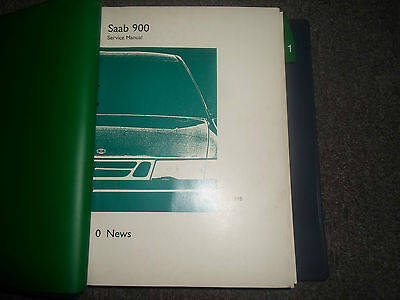 Saab 900
Service Manual
0 News
1